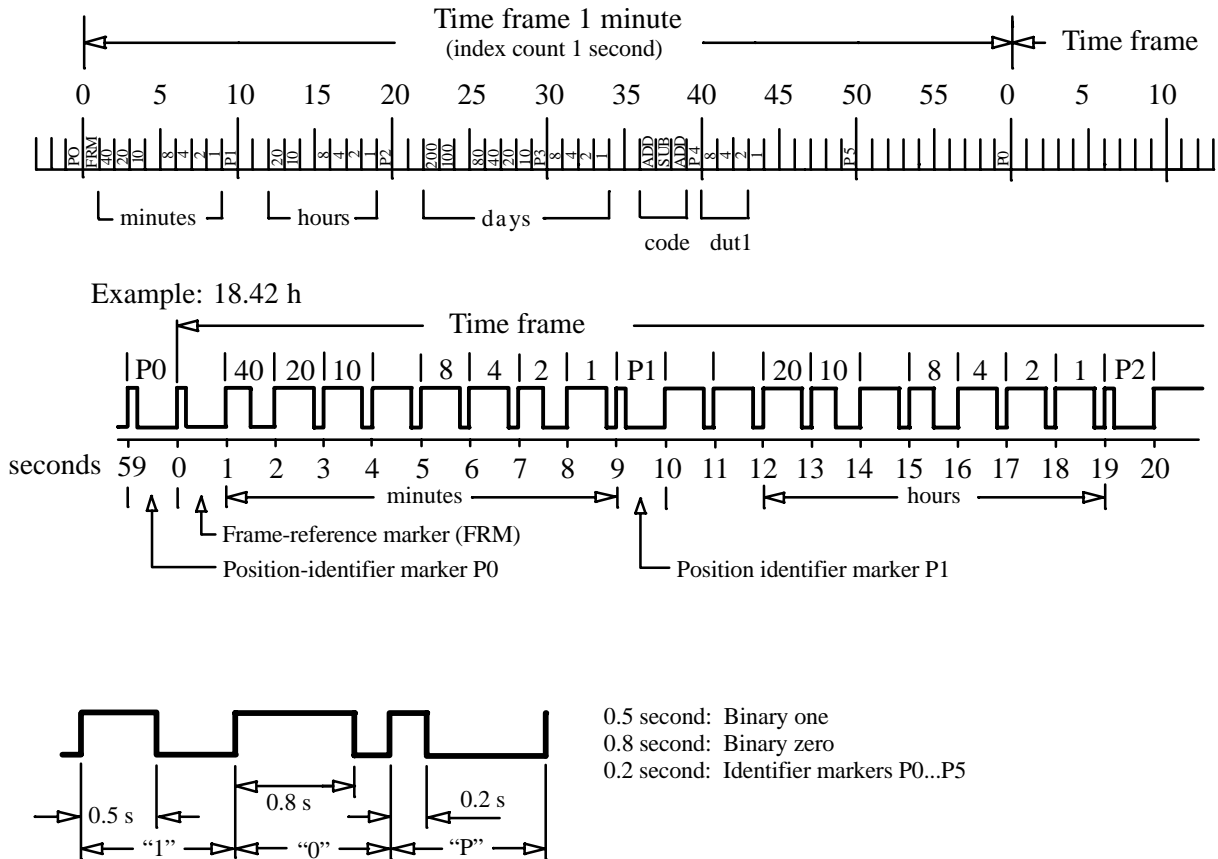 Time frame 1 minute
(index count 1 second)
Time frame
0 5 10 15 20 25 30 35 40 45 50 55 0 5 10
PO FRM 40 20 10 8 4 2 1 P1 20 10 8 4 2 1 P2 200 100 80 40 20 10 P3 8 4 2 1 ADD SUB ADD P4 8 4 2 1 P5 P0
minutes hours days
code dut1
Example: 18.42 h
Time frame
P0 40 20 10 8 4 2 1 P1 20 10 8 4 2 1 P2
seconds 59 0 1 2 3 4 5 6 7 8 9 10 11 12 13 14 15 16 17 18 19 20
minutes hours
Frame-reference marker (FRM)
Position-identifier marker P0 Position identifier marker P1
0.5 second: Binary one
0.8 second: Binary zero
0.2 second: Identifier markers P0...P5
0.5 s 0.8 s 0.2 s
“1” “0” “P”